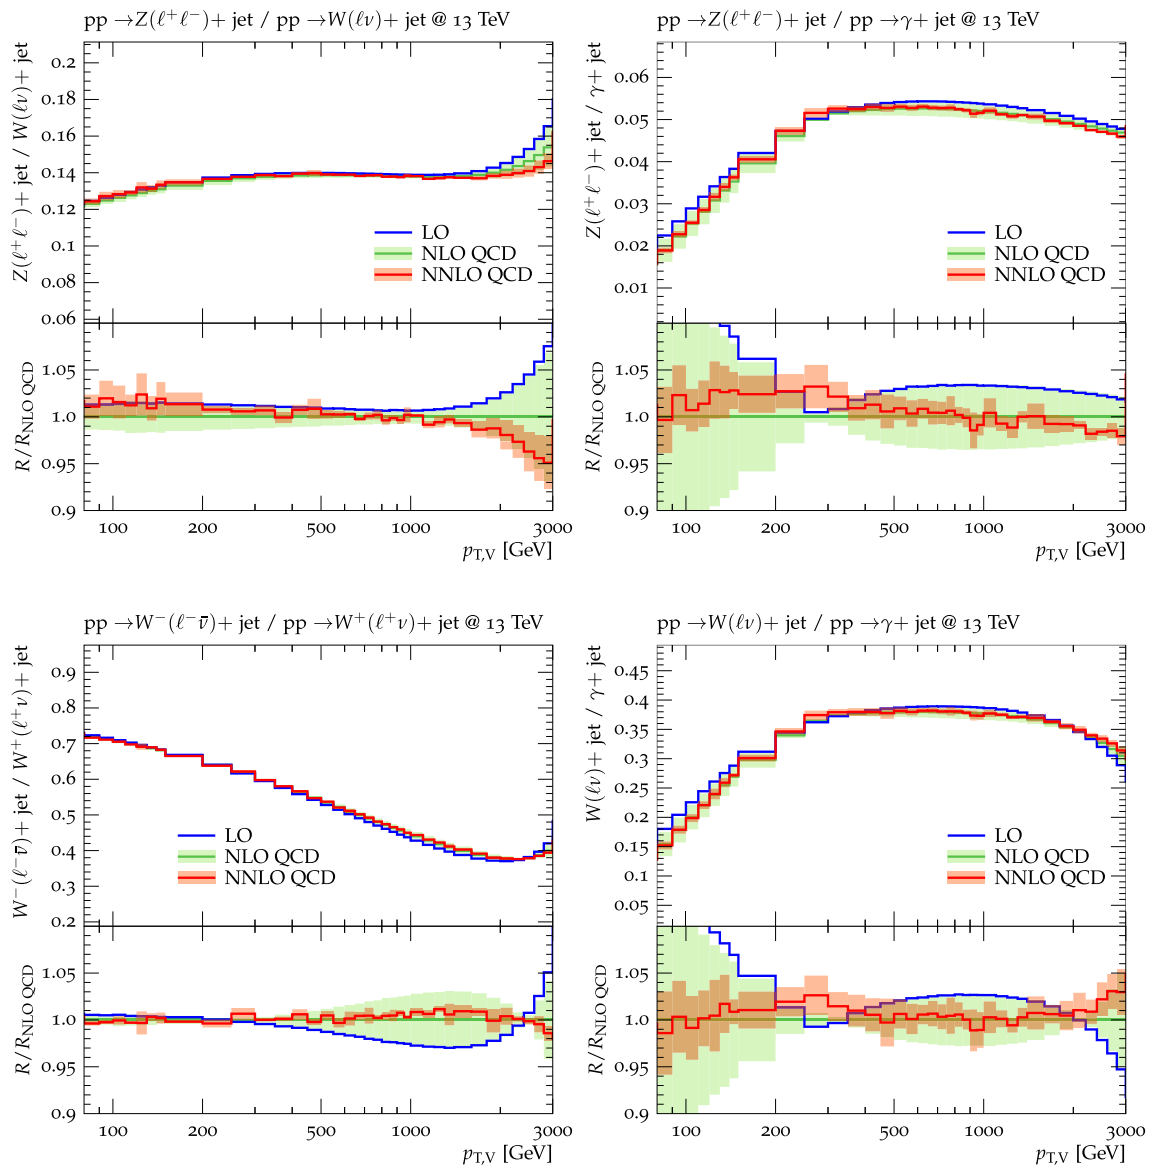 pp →Z(ℓ⁺ℓ⁻)+ jet / pp →W(ℓν)+ jet @ 13 TeV
Z(ℓ⁺ℓ⁻)+ jet / W(ℓν)+ jet
0.2
0.18
0.16
0.14
0.12
0.1
0.08
0.06
LO
NLO QCD
NNLO QCD
R/R_NLO QCD
1.05
1.0
0.95
0.9
100 200 500 1000 3000
p_T,V [GeV]
pp →Z(ℓ⁺ℓ⁻)+ jet / pp →γ+ jet @ 13 TeV
Z(ℓ⁺ℓ⁻)+ jet / γ+ jet
0.06
0.05
0.04
0.03
0.02
0.01
LO
NLO QCD
NNLO QCD
R/R_NLO QCD
1.05
1.0
0.95
0.9
100 200 500 1000 3000
p_T,V [GeV]
pp →W⁻(ℓ⁻ν̄)+ jet / pp →W⁺(ℓ⁺ν)+ jet @ 13 TeV
W⁻(ℓ⁻ν̄)+ jet / W⁺(ℓ⁺ν)+ jet
0.9
0.8
0.7
0.6
0.5
0.4
0.3
0.2
LO
NLO QCD
NNLO QCD
R/R_NLO QCD
1.05
1.0
0.95
0.9
100 200 500 1000 3000
p_T,V [GeV]
pp →W(ℓν)+ jet / pp →γ+ jet @ 13 TeV
W(ℓν)+ jet / γ+ jet
0.45
0.4
0.35
0.3
0.25
0.2
0.15
0.1
0.05
LO
NLO QCD
NNLO QCD
R/R_NLO QCD
1.05
1.0
0.95
0.9
100 200 500 1000 3000
p_T,V [GeV]